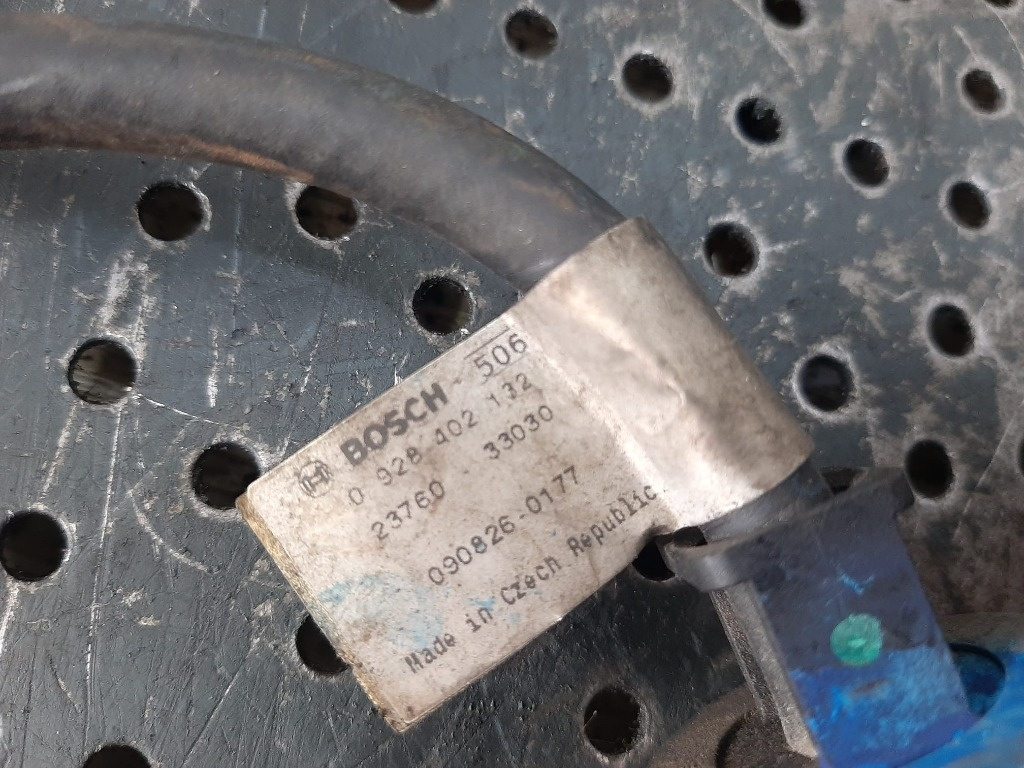 BOSCH 506
0 928 402 132
23760 33030
090826-0177
Made in Czech Republic